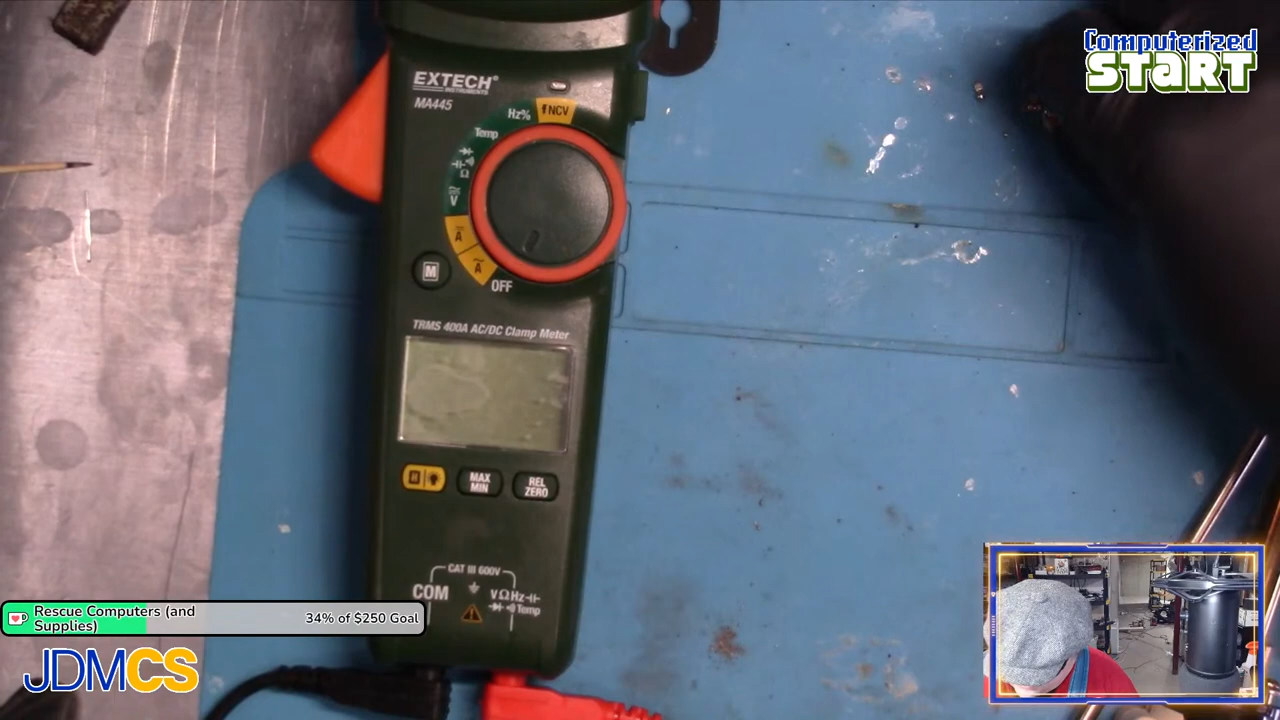 Computerized
START
EXTECH®
INSTRUMENTS
MA445
Hz%
NCV
Temp
Ω
V
A
A
M
OFF
TRMS 400A AC/DC Clamp Meter
H
MAX
MIN
REL
ZERO
CAT III 600V
COM
VΩHz
Temp
Rescue Computers (and
Supplies)
34% of $250 Goal
JDMCS